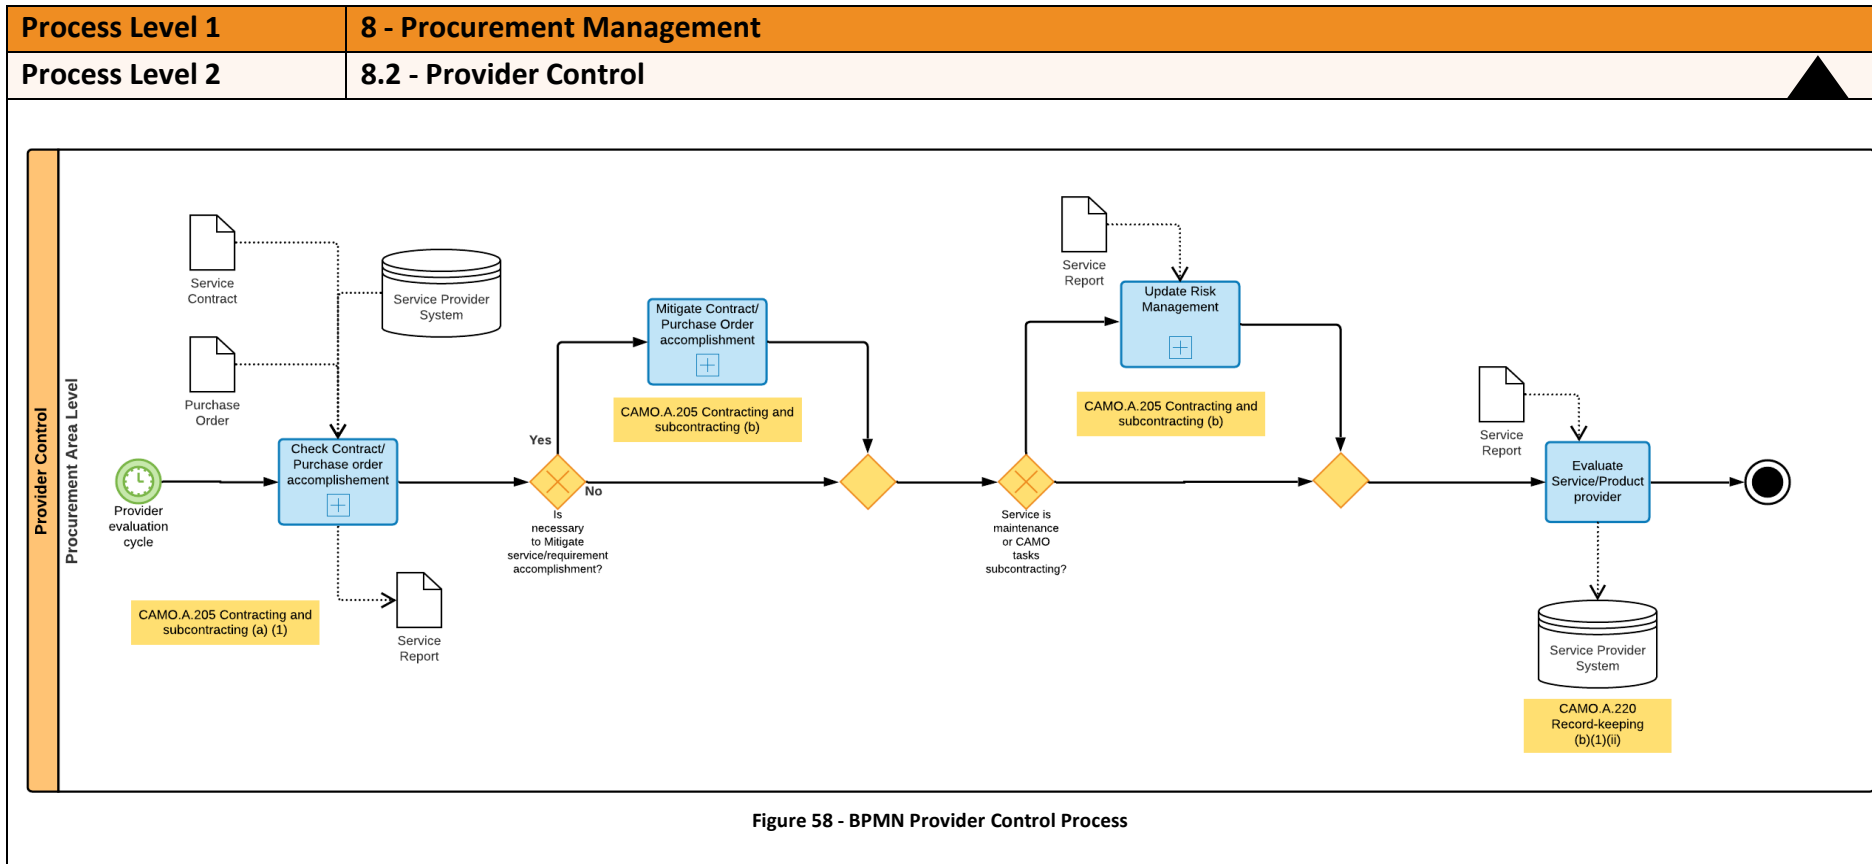 Process Level 1
8 - Procurement Management
Process Level 2
8.2 - Provider Control
Provider Control
Procurement Area Level
Service
Contract
Service Provider
System
Purchase
Order
Provider
evaluation
cycle
Check Contract/
Purchase order
accomplishement
CAMO.A.205 Contracting and
subcontracting (a) (1)
Service
Report
Yes
No
Is
necessary
to Mitigate
service/requirement
accomplishment?
Mitigate Contract/
Purchase Order
accomplishment
CAMO.A.205 Contracting and
subcontracting (b)
Service is
maintenance
or CAMO
tasks
subcontracting?
Service
Report
Update Risk
Management
CAMO.A.205 Contracting and
subcontracting (b)
Service
Report
Evaluate
Service/Product
provider
Service Provider
System
CAMO.A.220
Record-keeping
(b)(1)(ii)
Figure 58 - BPMN Provider Control Process